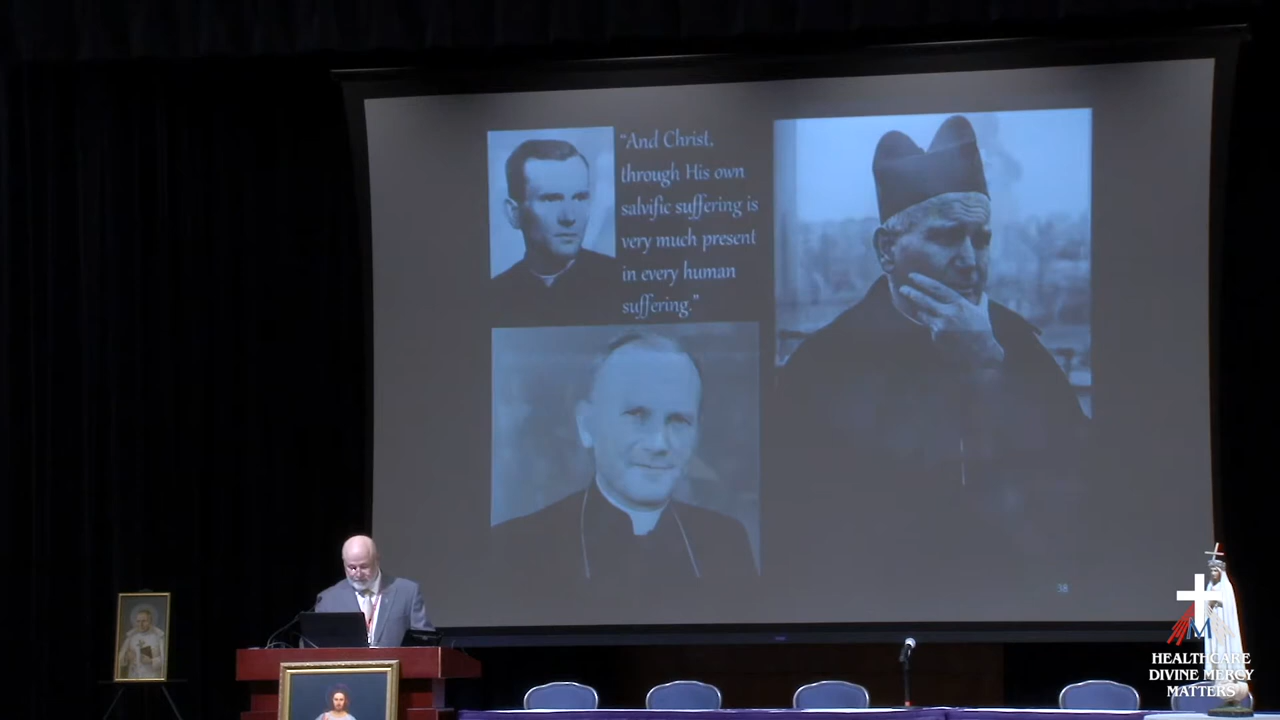 “And Christ,
through His own
salvific suffering is
very much present
in every human
suffering.”
38
HEALTHCARE
DIVINE MERCY
MATTERS